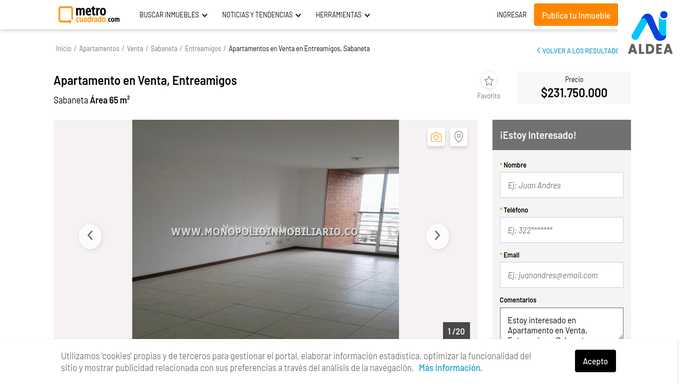 metro
cuadrado.com
BUSCAR INMUEBLES
NOTICIAS Y TENDENCIAS
HERRAMIENTAS
INGRESAR
Publica tu Inmueble
ALDEA
Inicio / Apartamentos / Venta / Sabaneta / Entreamigos / Apartamentos en Venta en Entreamigos, Sabaneta
VOLVER A LOS RESULTADO
Apartamento en Venta, Entreamigos
Sabaneta Área 65 m²
Favorito
Precio
$231.750.000
WWW.MONOPOLIOINMOBILIARIO.CO
1/20
¡Estoy Interesado!
* Nombre
Ej: Juan Andres
* Teléfono
Ej: 322*******
* Email
Ej: juanandres@email.com
Comentarios
Estoy interesado en
Apartamento en Venta,
Utilizamos 'cookies' propias y de terceros para gestionar el portal, elaborar información estadística, optimizar la funcionalidad del
sitio y mostrar publicidad relacionada con sus preferencias a través del análisis de la navegación. Más Información.
Acepto